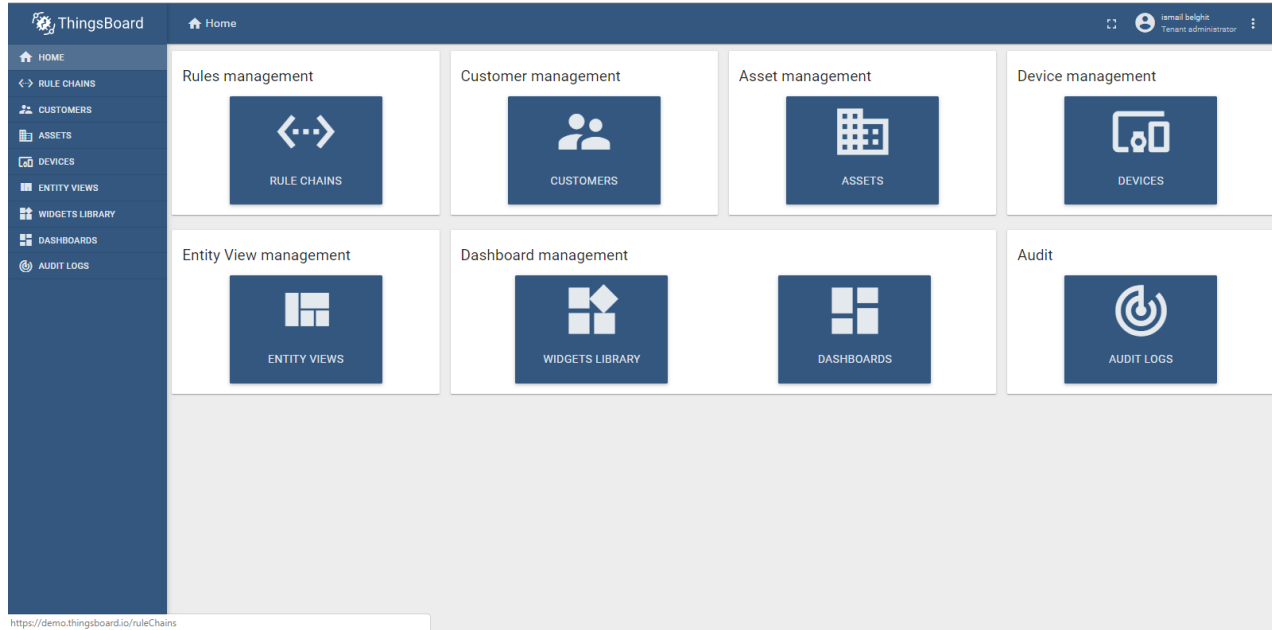 ThingsBoard
Home
ismail belghit
Tenant administrator
HOME
RULE CHAINS
CUSTOMERS
ASSETS
DEVICES
ENTITY VIEWS
WIDGETS LIBRARY
DASHBOARDS
AUDIT LOGS
Rules management
RULE CHAINS
Customer management
CUSTOMERS
Asset management
ASSETS
Device management
DEVICES
Entity View management
ENTITY VIEWS
Dashboard management
WIDGETS LIBRARY
DASHBOARDS
Audit
AUDIT LOGS
https://demo.thingsboard.io/ruleChains